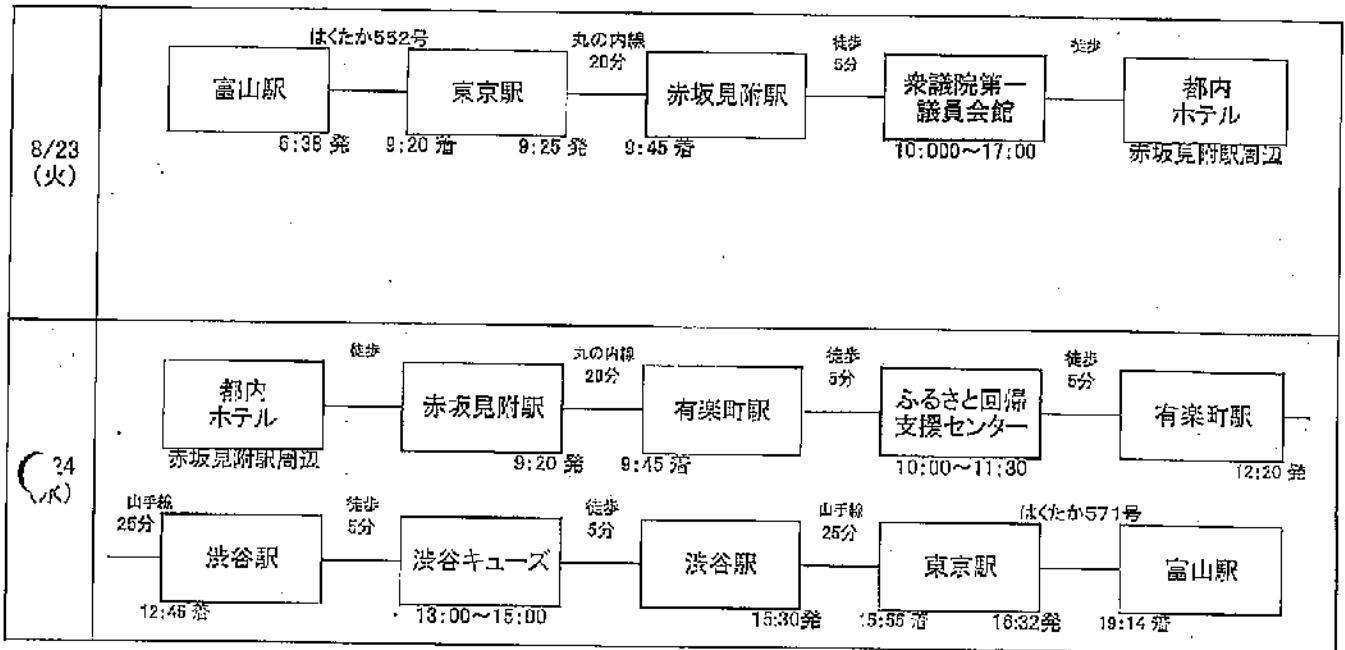 8/23
(火)
はくたか552号
丸の内線
20分
徒歩
5分
徒歩
富山駅
東京駅
赤坂見附駅
衆議院第一
議員会館
都内
ホテル
6:38 発
9:20 着
9:25 発
9:45 着
10:000～17:00
赤坂見附駅周辺
24
徒歩
丸の内線
20分
徒歩
5分
徒歩
5分
都内
ホテル
赤坂見附駅
有楽町駅
ふるさと回帰
支援センター
有楽町駅
赤坂見附駅周辺
9:20 発
9:45 着
10:00～11:30
12:20 発
山手線
25分
徒歩
5分
徒歩
5分
山手線
25分
はくたか571号
渋谷駅
渋谷キューズ
渋谷駅
東京駅
富山駅
12:45 着
13:00～15:00
15:30発
15:55 着
16:32発
19:14 着